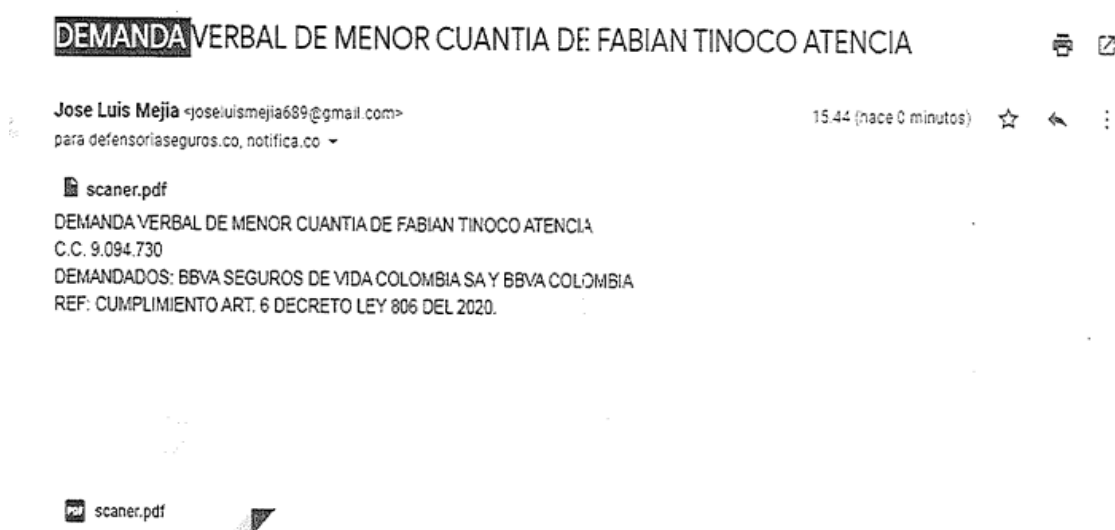 DEMANDA VERBAL DE MENOR CUANTIA DE FABIAN TINOCO ATENCIA
Jose Luis Mejia <joseluismejia689@gmail.com>
15:44 (hace 0 minutos)
para defensoriaseguros.co, notifica.co
scaner.pdf
DEMANDA VERBAL DE MENOR CUANTIA DE FABIAN TINOCO ATENCIA
C.C. 9.094.730
DEMANDADOS: BBVA SEGUROS DE VIDA COLOMBIA SA Y BBVA COLOMBIA
REF: CUMPLIMIENTO ART. 6 DECRETO LEY 806 DEL 2020.
PDF scaner.pdf